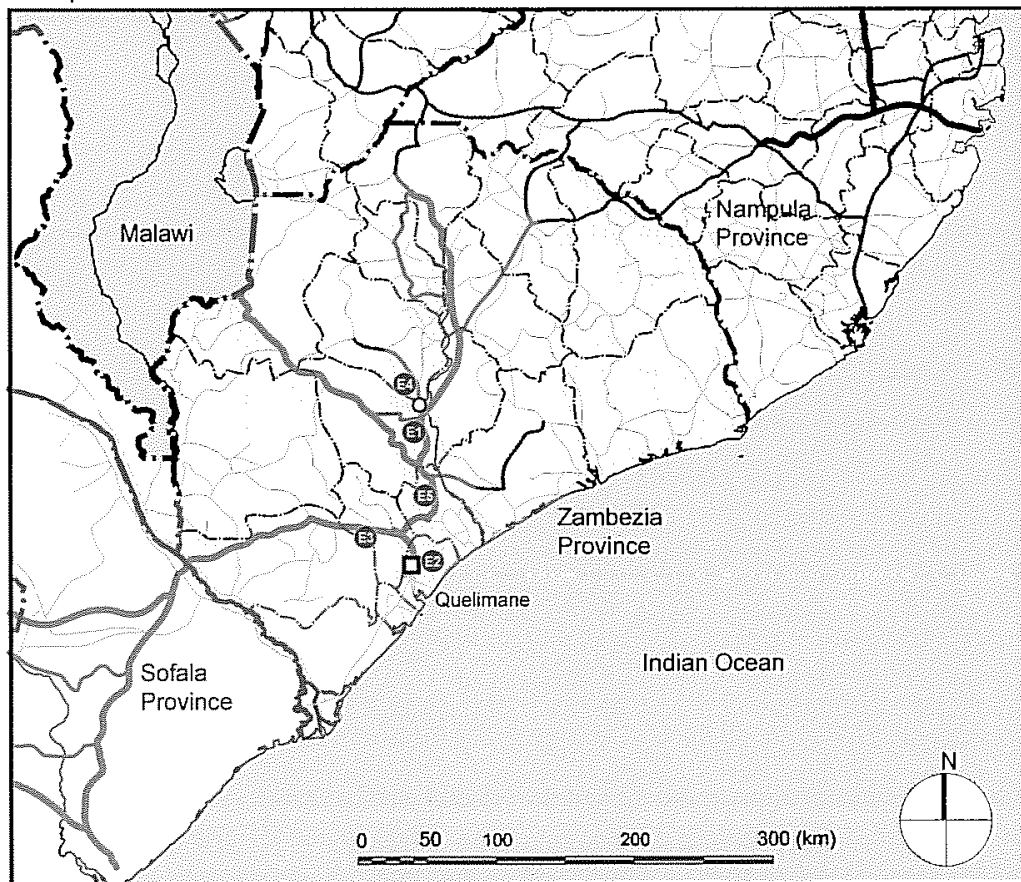 Malawi
Nampula
Province
E4
E1
E5
Zambezia
Province
E3
E2
Quelimane
Indian Ocean
Sofala
Province
N
0 50 100 200 300 (km)